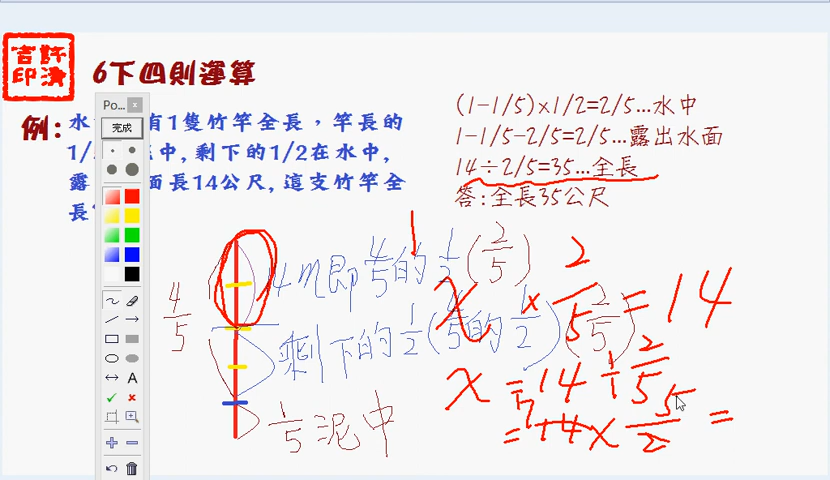 許
吉
清
印
6下四則運算
Po... x
完成
例:
水
有1隻竹竿全長，竿長的
1/
中,剩下的1/2在水中,
露
面長14公尺,這支竹竿全
長
(1-1/5)x1/2=2/5...水中
1-1/5-2/5=2/5...露出水面
14÷2/5=35...全長
答:全長35公尺
4/5
14m即4/5的1/2(2/5)
剩下的1/2(4/5的1/2)(2/5)
1/5泥中
x × 2/5 = 14
x = 14 ÷ 2/5
= 14 × 5/2 =
7
1
A